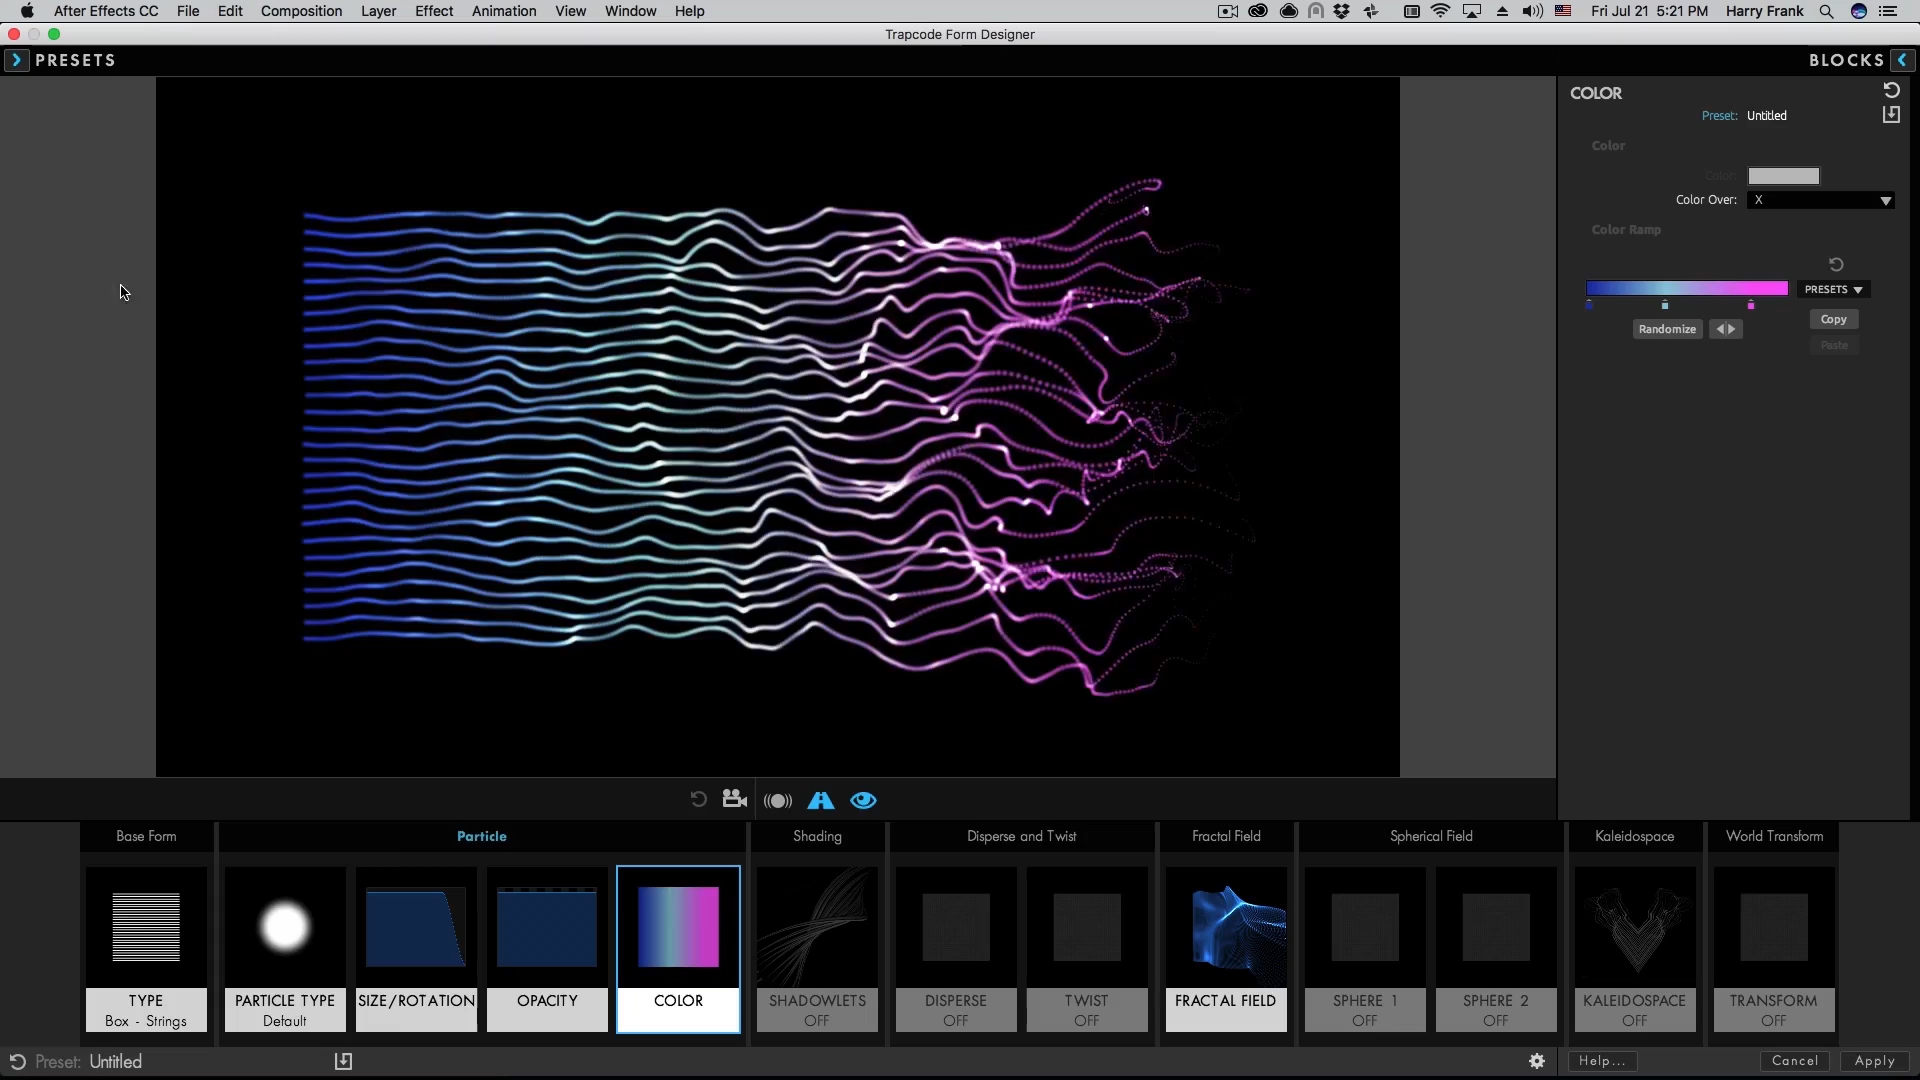 After Effects CC File Edit Composition Layer Effect Animation View Window Help Fri Jul 21 5:21 PM Harry Frank
Trapcode Form Designer
PRESETS BLOCKS
COLOR
Preset: Untitled
Color
Color:
Color Over: X
Color Ramp
PRESETS
Copy
Randomize
Paste
Base Form Particle Shading Disperse and Twist Fractal Field Spherical Field Kaleidospace World Transform
TYPE PARTICLE TYPE SIZE/ROTATION OPACITY COLOR SHADOWLETS DISPERSE TWIST FRACTAL FIELD SPHERE 1 SPHERE 2 KALEIDOSPACE TRANSFORM
Box - Strings Default OFF OFF OFF OFF OFF OFF OFF
Preset: Untitled Help... Cancel Apply